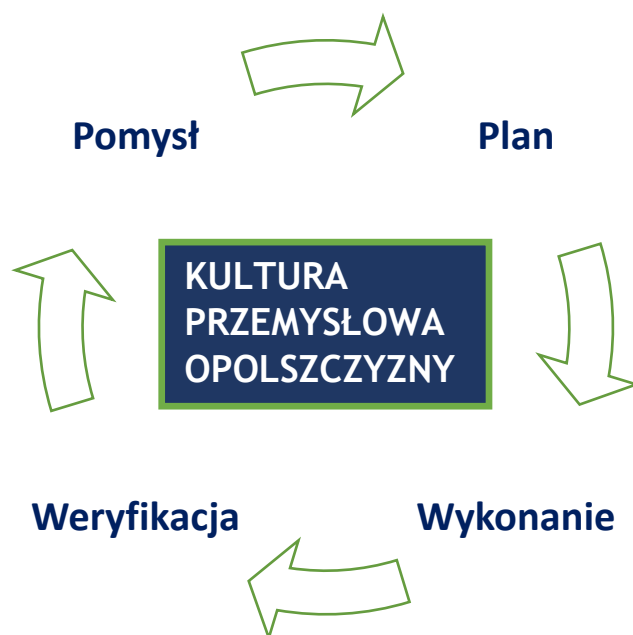 Pomysł
Plan
KULTURA
PRZEMYSŁOWA
OPOLSZCZYZNY
Weryfikacja
Wykonanie